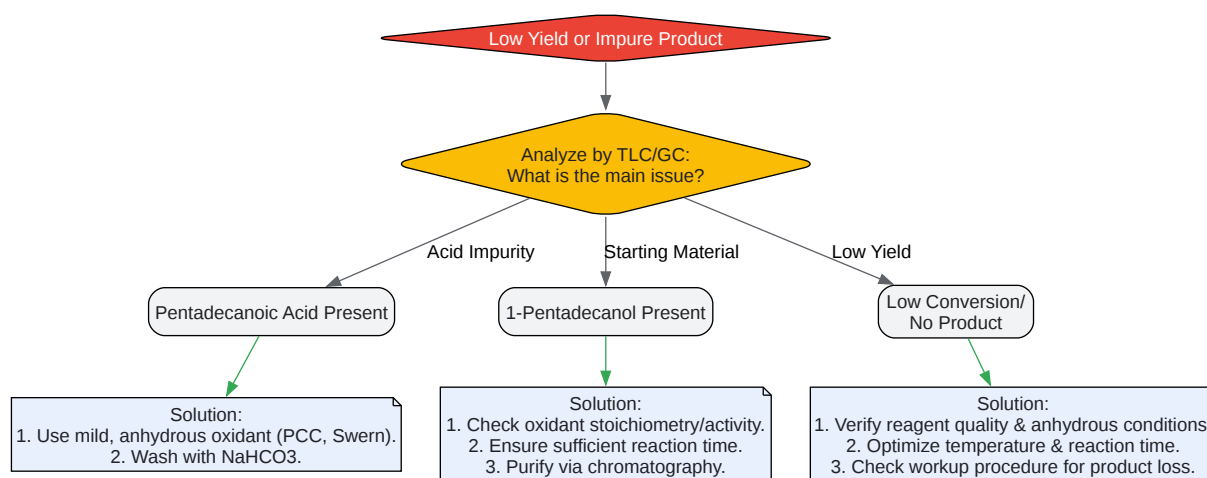 Low Yield or Impure Product
Analyze by TLC/GC:
What is the main issue?
Acid Impurity
Starting Material
Low Yield
Pentadecanoic Acid Present
1-Pentadecanol Present
Low Conversion/
No Product
Solution:
1. Use mild, anhydrous oxidant (PCC, Swern).
2. Wash with NaHCO3.
Solution:
1. Check oxidant stoichiometry/activity.
2. Ensure sufficient reaction time.
3. Purify via chromatography.
Solution:
1. Verify reagent quality & anhydrous conditions
2. Optimize temperature & reaction time.
3. Check workup procedure for product loss.